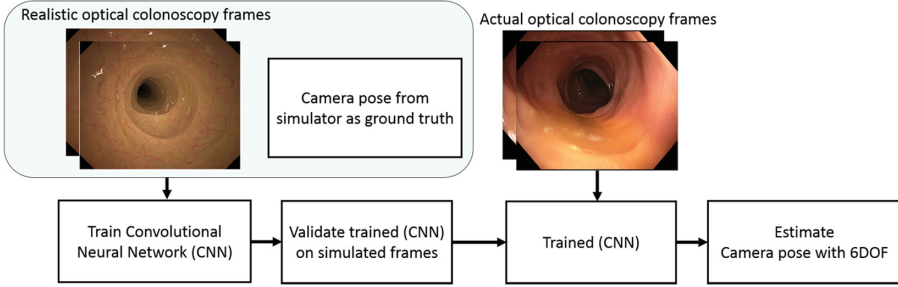 Realistic optical colonoscopy frames
Actual optical colonoscopy frames
Camera pose from
simulator as ground truth
Train Convolutional
Neural Network (CNN)
Validate trained (CNN)
on simulated frames
Trained (CNN)
Estimate
Camera pose with 6DOF